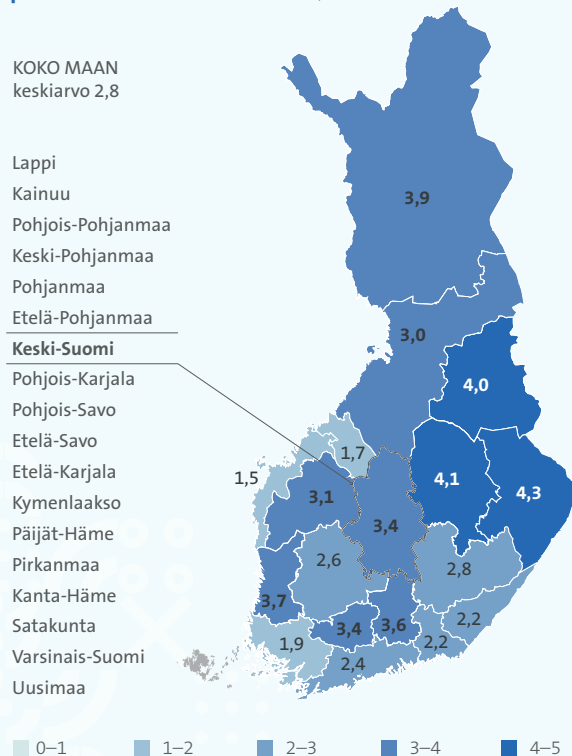 KOKO MAAN
keskiarvo 2,8
Lappi
Kainuu
Pohjois-Pohjanmaa
Keski-Pohjanmaa
Pohjanmaa
Etelä-Pohjanmaa
Keski-Suomi
Pohjois-Karjala
Pohjois-Savo
Etelä-Savo
Etelä-Karjala
Kymenlaakso
Päijät-Häme
Pirkanmaa
Kanta-Häme
Satakunta
Varsinais-Suomi
Uusimaa
3,9
3,0
4,0
1,7
1,5
3,1
4,1
4,3
3,4
2,6
2,8
3,7
3,4
3,6
2,2
1,9
2,2
2,4
0–1
1–2
2–3
3–4
4–5